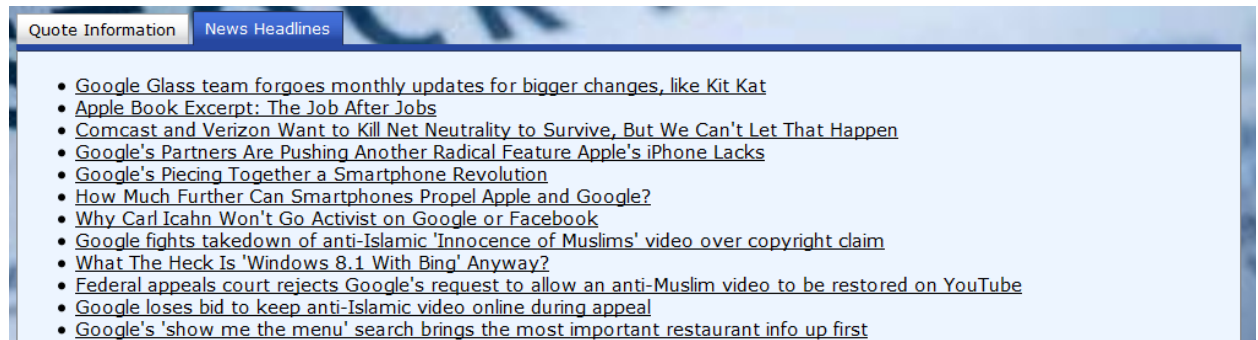 Quote Information News Headlines
Google Glass team forgoes monthly updates for bigger changes, like Kit Kat
Apple Book Excerpt: The Job After Jobs
Comcast and Verizon Want to Kill Net Neutrality to Survive, But We Can't Let That Happen
Google's Partners Are Pushing Another Radical Feature Apple's iPhone Lacks
Google's Piecing Together a Smartphone Revolution
How Much Further Can Smartphones Propel Apple and Google?
Why Carl Icahn Won't Go Activist on Google or Facebook
Google fights takedown of anti-Islamic 'Innocence of Muslims' video over copyright claim
What The Heck Is 'Windows 8.1 With Bing' Anyway?
Federal appeals court rejects Google's request to allow an anti-Muslim video to be restored on YouTube
Google loses bid to keep anti-Islamic video online during appeal
Google's 'show me the menu' search brings the most important restaurant info up first